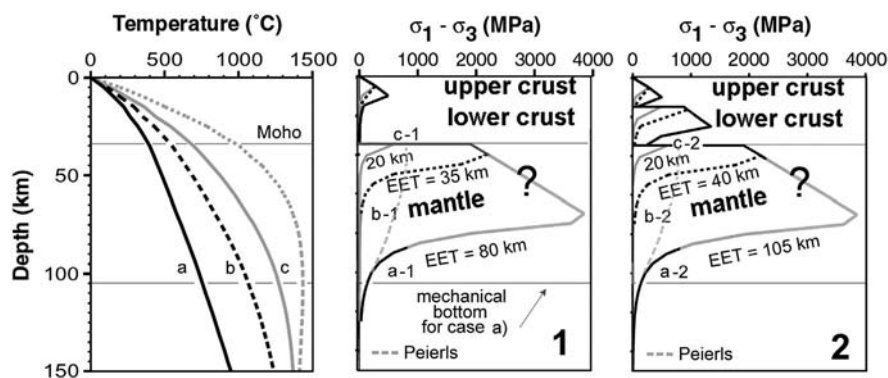 Temperature (°C)
0 500 1000 1500
Depth (km)
0
50
100
150
Moho
a
b
c
σ1 - σ3 (MPa)
0 1000 2000 3000 4000
upper crust
lower crust
c-1
20 km
EET = 35 km
?
b-1
mantle
EET = 80 km
a-1
mechanical
bottom
for case a)
Peierls
1
σ1 - σ3 (MPa)
0 1000 2000 3000 4000
upper crust
lower crust
c-2
20 km
EET = 40 km
?
b-2
mantle
EET = 105 km
a-2
Peierls
2